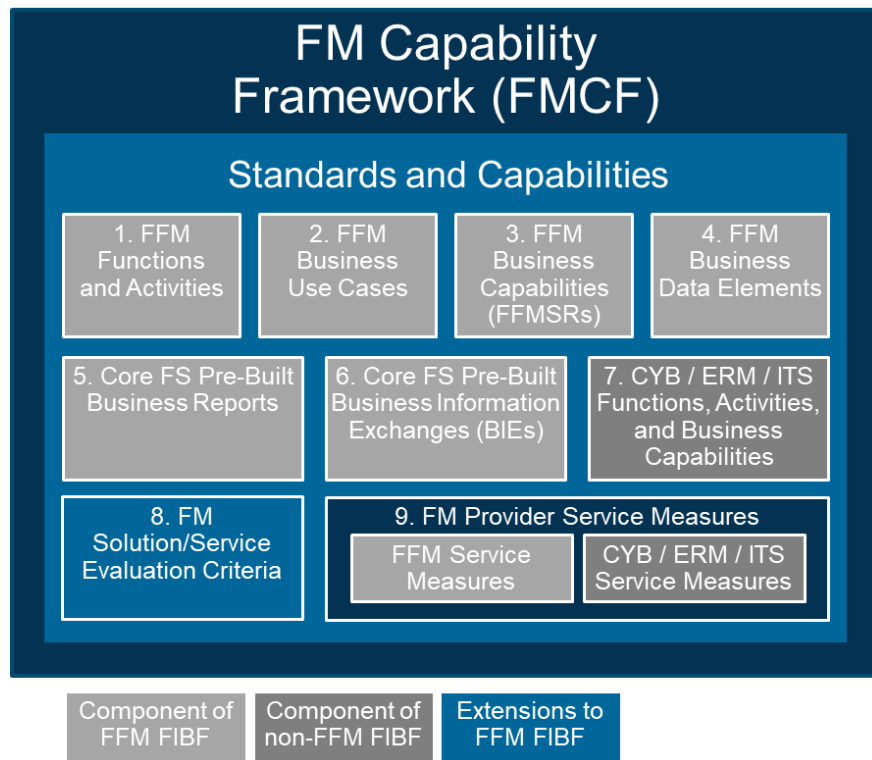 FM Capability
Framework (FMCF)
Standards and Capabilities
1. FFM
Functions
and Activities
2. FFM
Business
Use Cases
3. FFM
Business
Capabilities
(FFMSRs)
4. FFM
Business
Data Elements
5. Core FS Pre-Built
Business Reports
6. Core FS Pre-Built
Business Information
Exchanges (BIEs)
7. CYB / ERM / ITS
Functions, Activities,
and Business
Capabilities
8. FM
Solution/Service
Evaluation Criteria
9. FM Provider Service Measures
FFM Service
Measures
CYB / ERM / ITS
Service Measures
Component of
FFM FIBF
Component of
non-FFM FIBF
Extensions to
FFM FIBF